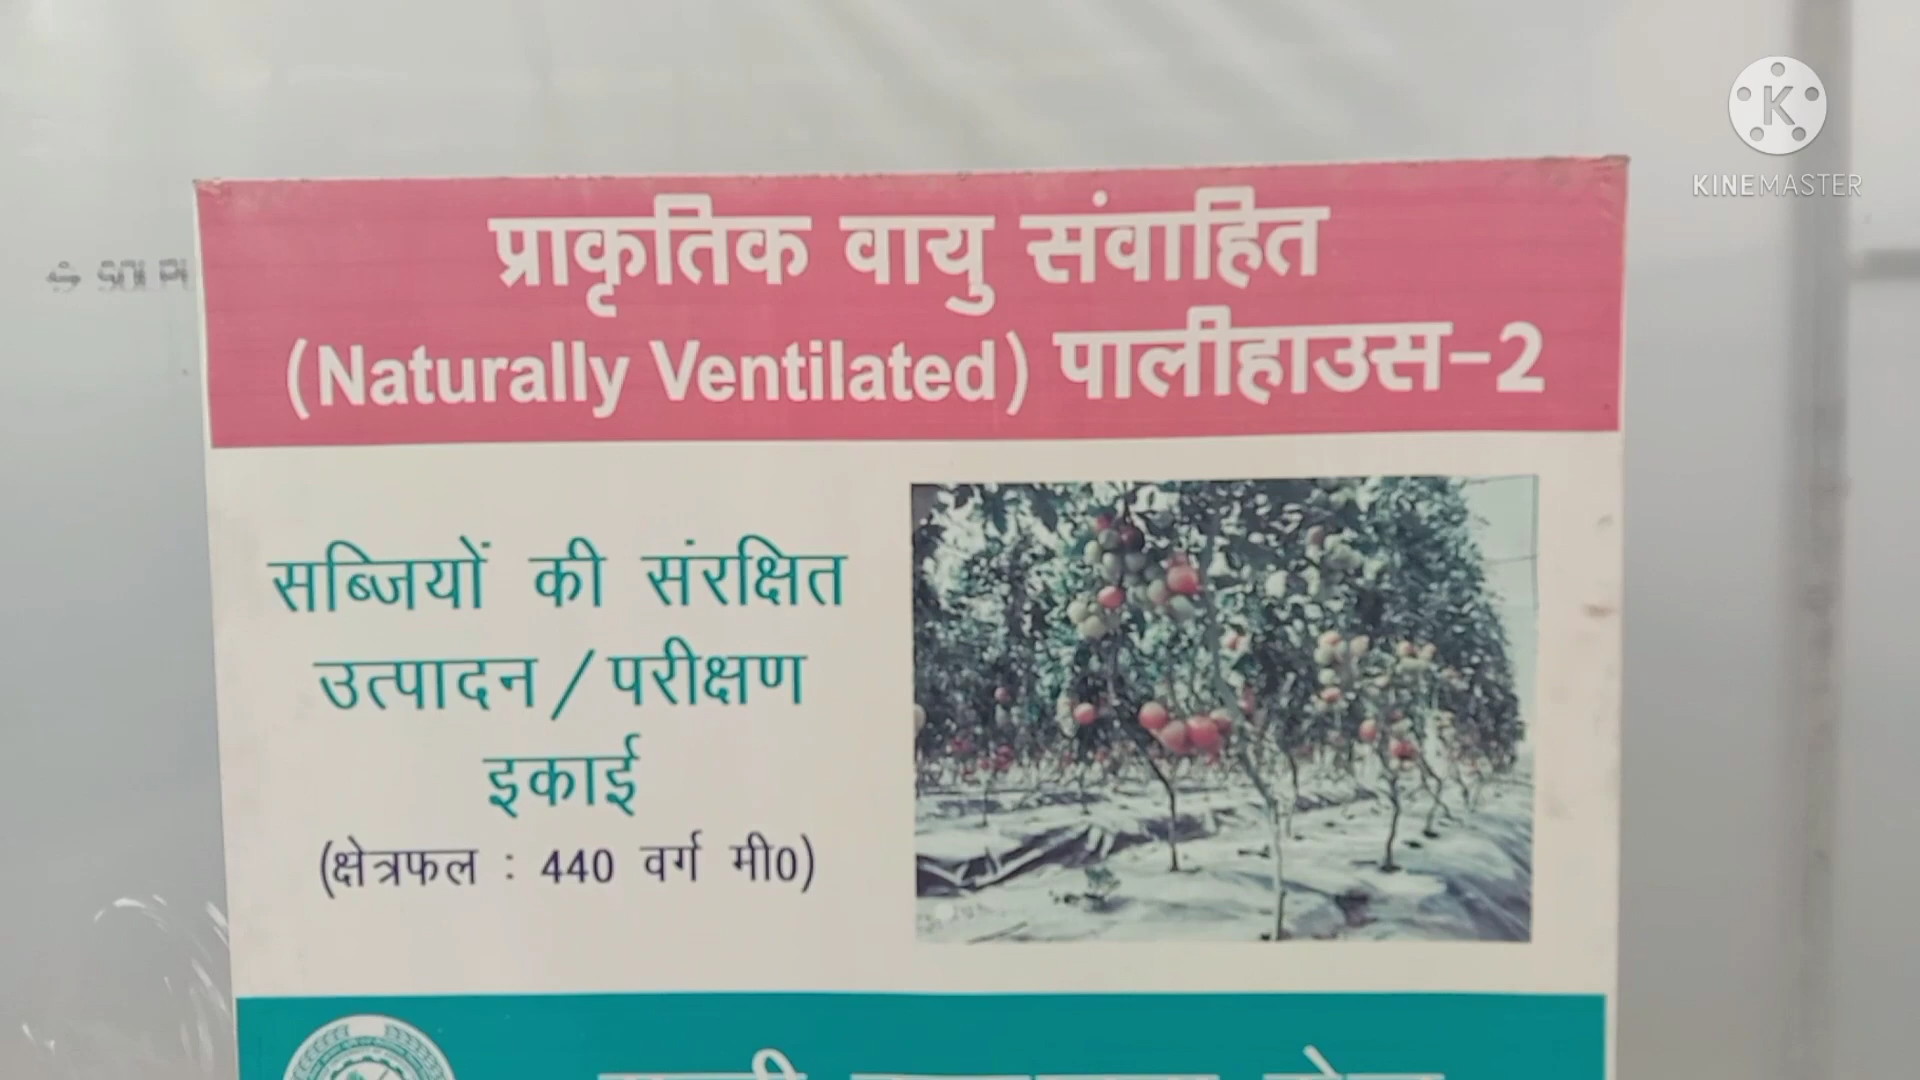 KINEMASTER
प्राकृतिक वायु संवाहित
(Naturally Ventilated) पालीहाउस-2
सब्जियों की संरक्षित
उत्पादन/परीक्षण
इकाई
(क्षेत्रफल : 440 वर्ग मी0)